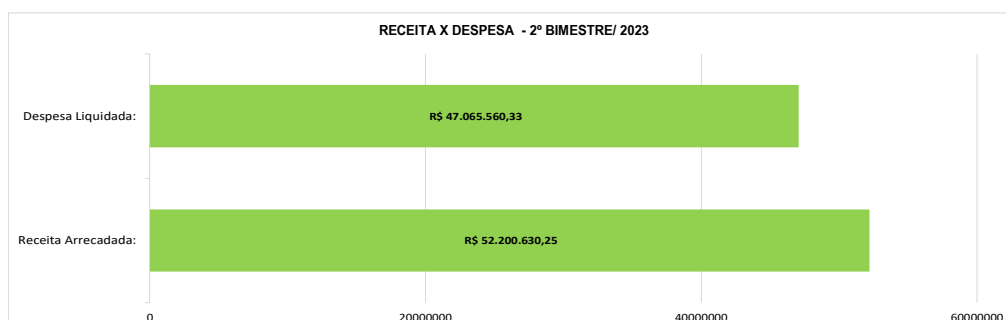 RECEITA X DESPESA - 2º BIMESTRE/ 2023
Despesa Liquidada:
R$ 47.065.560,33
Receita Arrecadada:
R$ 52.200.630,25
0 20000000 40000000 60000000